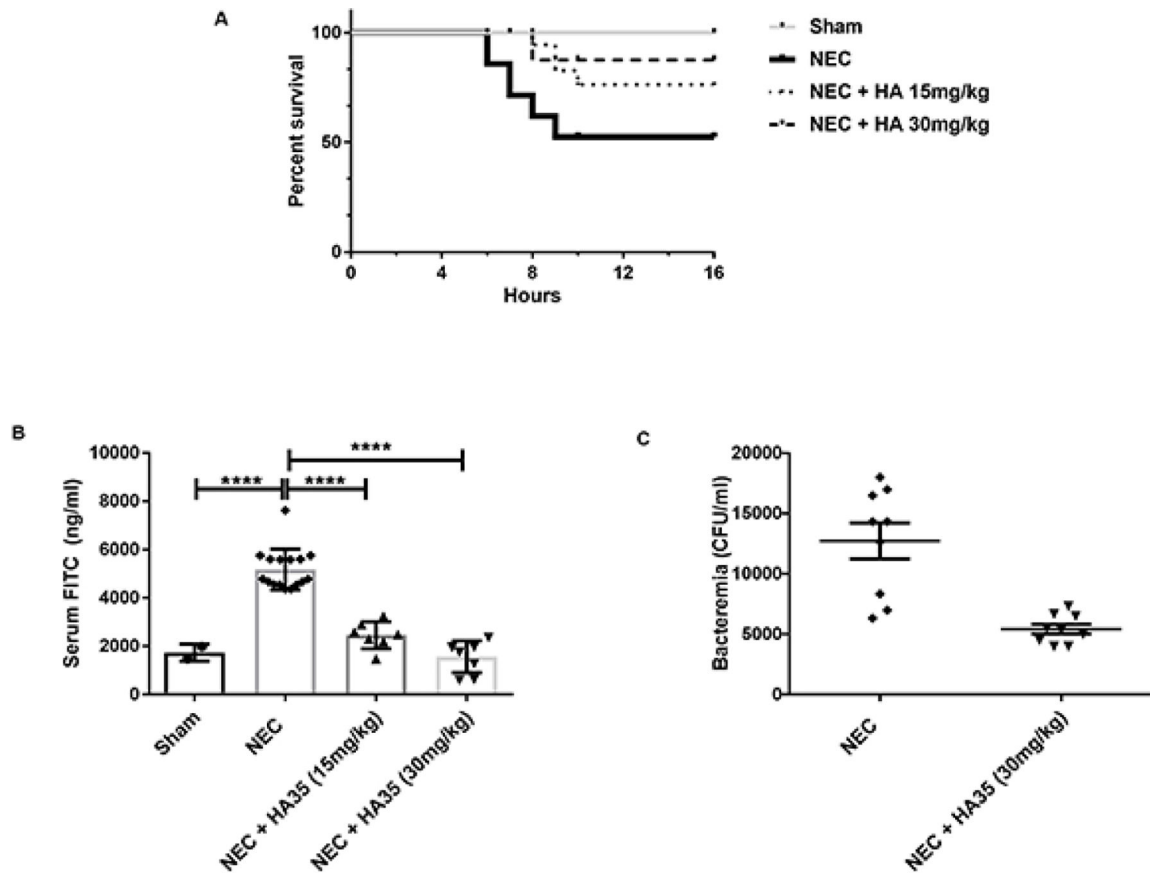 A
100
50
0
Percent survival
0 4 8 12 16
Hours
Sham
NEC
NEC + HA 15mg/kg
NEC + HA 30mg/kg
B
10000
8000
6000
4000
2000
0
Serum FITC (ng/ml)
****
**** ****
Sham
NEC
NEC + HA35 (15mg/kg)
NEC + HA35 (30mg/kg)
C
20000
15000
10000
5000
0
Bacteremia (CFU/ml)
NEC
NEC + HA35 (30mg/kg)